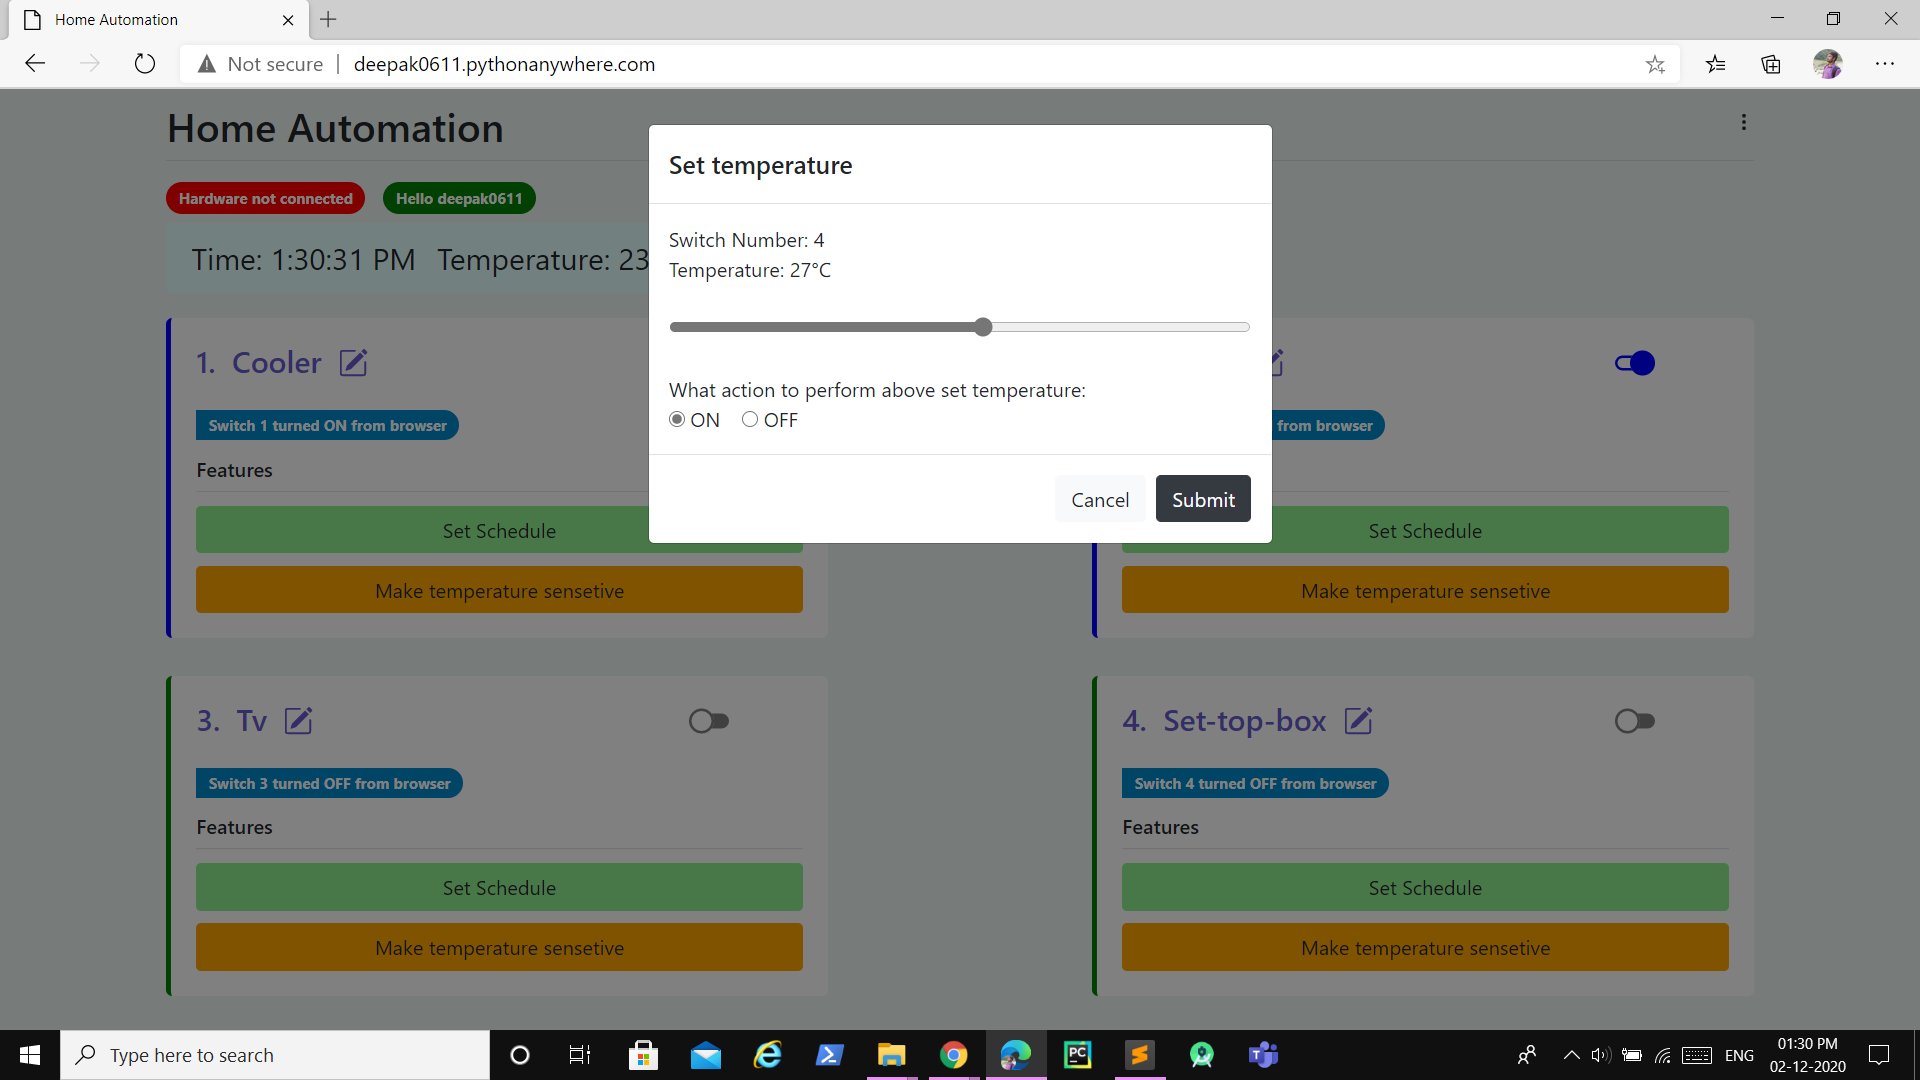 Home Automation
Not secure | deepak0611.pythonanywhere.com
Home Automation
Hardware not connected
Hello deepak0611
Time: 1:30:31 PM Temperature: 23
Set temperature
Switch Number: 4
Temperature: 27°C
What action to perform above set temperature:
ON OFF
Cancel Submit
1. Cooler
Switch 1 turned ON from browser
Features
Set Schedule
Make temperature sensetive
from browser
Set Schedule
Make temperature sensetive
3. Tv
Switch 3 turned OFF from browser
Features
Set Schedule
Make temperature sensetive
4. Set-top-box
Switch 4 turned OFF from browser
Features
Set Schedule
Make temperature sensetive
Type here to search
PC
ENG
01:30 PM
02-12-2020